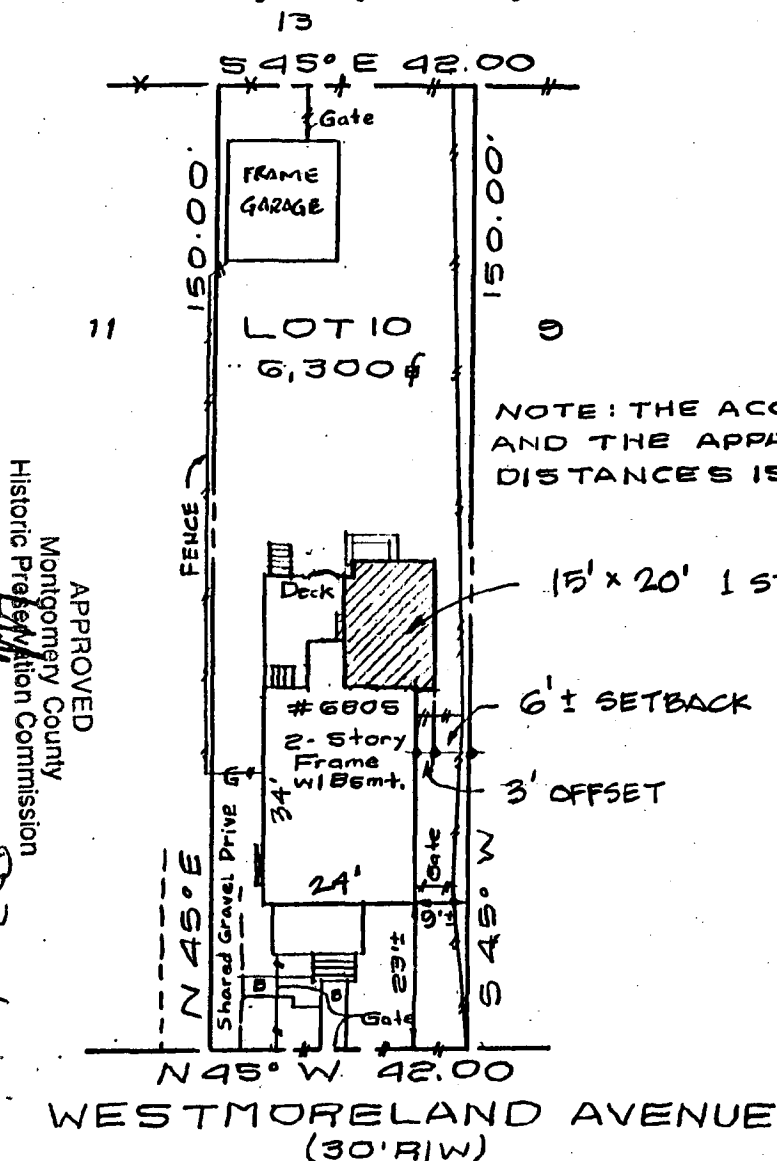 13
S 45° E 42.00
Gate
FRAME
GARAGE
150.00'
150.00'
11
LOT 10
9
6,300
NOTE: THE ACC
AND THE APPA
DISTANCES IS
FENCE
Deck
15' x 20' 1 S
APPROVED
Montgomery County
Historic Preservation Commission
#6805
2-Story
Frame
w/Bsmt.
6'± SETBACK
3' OFFSET
34'
24'
Gate
9'±
Shared Gravel Drive
N 45° E
S 45° W
23'±
Gate
N 45° W 42.00
WESTMORELAND AVENUE
(30' R/W)